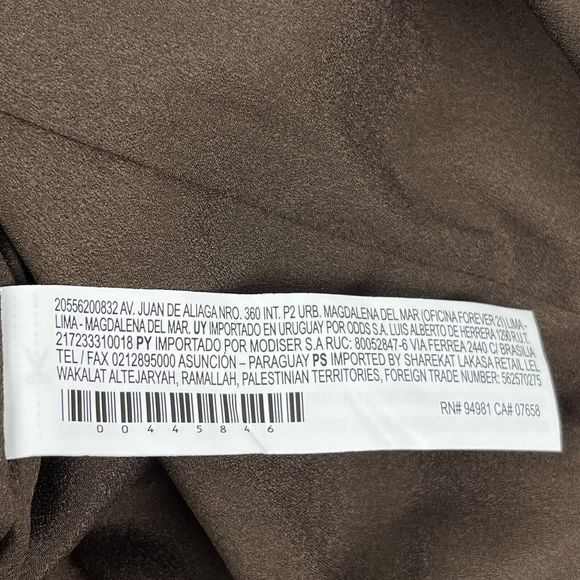 20556200832 AV. JUAN DE ALIAGA NRO. 360 INT. P2 URB. MAGDALENA DEL MAR (OFICINA FOREVER 21) LIMA -
LIMA - MAGDALENA DEL MAR. UY IMPORTADO EN URUGUAY POR ODDS S.A. LUIS ALBERTO DE HERRERA 1290 R.U.T.
217233310018 PY IMPORTADO POR MODISER S.A RUC: 80052847-6 VIA FERREA 2440 C/ BRASILIA
TEL / FAX 0212895000 ASUNCIÓN - PARAGUAY PS IMPORTED BY SHAREKAT LAKASA RETAIL LEL
WAKALAT ALTEJARYAH, RAMALLAH, PALESTINIAN TERRITORIES, FOREIGN TRADE NUMBER: 562570275
RN# 94981 CA# 07658
00445846